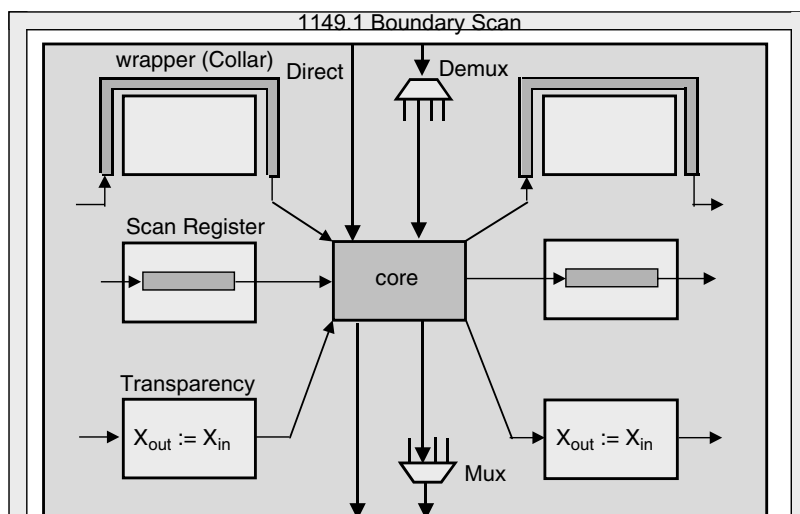 1149.1 Boundary Scan
wrapper (Collar)
Direct
Demux
Scan Register
core
Transparency
Xout := Xin
Xout := Xin
Mux